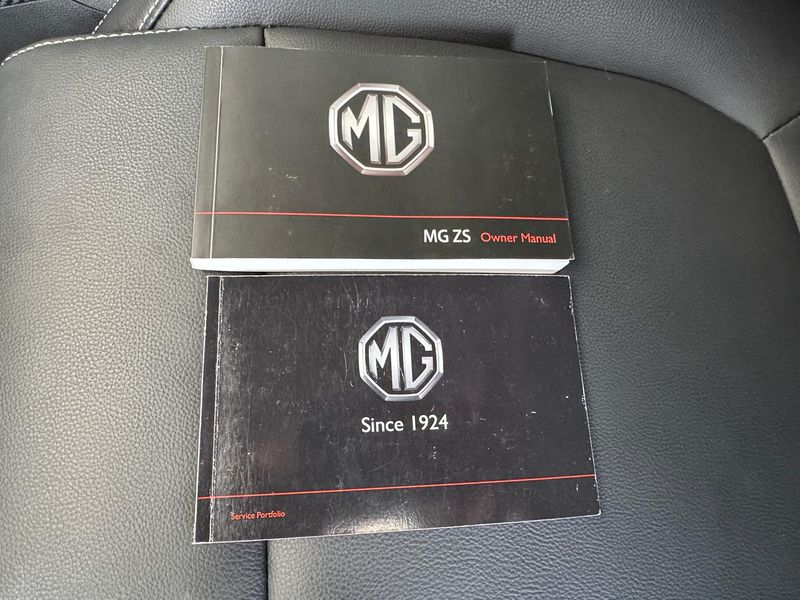 MG
MG ZS Owner Manual
MG
Since 1924
Service Portfolio